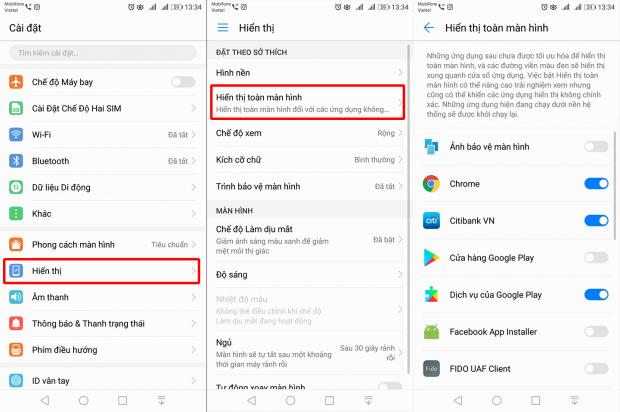 Mobifone
Viettel
13:34
Cài đặt
Tìm kiếm cài đặt
Chế độ Máy bay
Cài Đặt Chế Độ Hai SIM
Wi-Fi
Đã tắt
Bluetooth
Đã tắt
Dữ liệu Di động
Khác
Phong cách màn hình
Tiêu chuẩn
Hiển thị
Âm thanh
Thông báo & Thanh trạng thái
Phím điều hướng
ID vân tay
Mobifone
Viettel
13:34
Hiển thị
ĐẶT THEO SỞ THÍCH
Hình nền
Hiển thị toàn màn hình
Hiển thị toàn màn hình đối với các ứng dụng không...
Chế độ xem
Rộng
Kích cỡ chữ
Bình thường
Trình bảo vệ màn hình
Đã tắt
MÀN HÌNH
Chế độ Làm dịu mắt
Giảm ánh sáng màu xanh để giảm
mệt mỏi thị giác
Đã bật
Độ sáng
Nhiệt độ màu
Không thể điều chỉnh khi chế độ
Làm dịu mắt đang hoạt động
Ngủ
Màn hình sẽ tắt sau một khoảng
thời gian máy rảnh
Sau 30 giây rảnh
rỗi
Tự động xoay màn hình
Mobifone
Viettel
13:34
Hiển thị toàn màn hình
Những ứng dụng sau chưa được tối ưu hóa để hiển thị
toàn màn hình, và các đường viền màu đen sẽ hiển thị
xung quanh cửa sổ ứng dụng. Việc bật Hiển thị toàn
màn hình có thể nâng cao trải nghiệm xem nhưng
cũng có thể khiến các ứng dụng hiển thị không chính
xác. Những ứng dụng hiện đang chạy dưới nền hệ
thống sẽ được khởi chạy lại.
Ảnh bảo vệ màn hình
Chrome
citi
Citibank VN
Cửa hàng Google Play
Dịch vụ của Google Play
Facebook App Installer
Fido
FIDO UAF Client